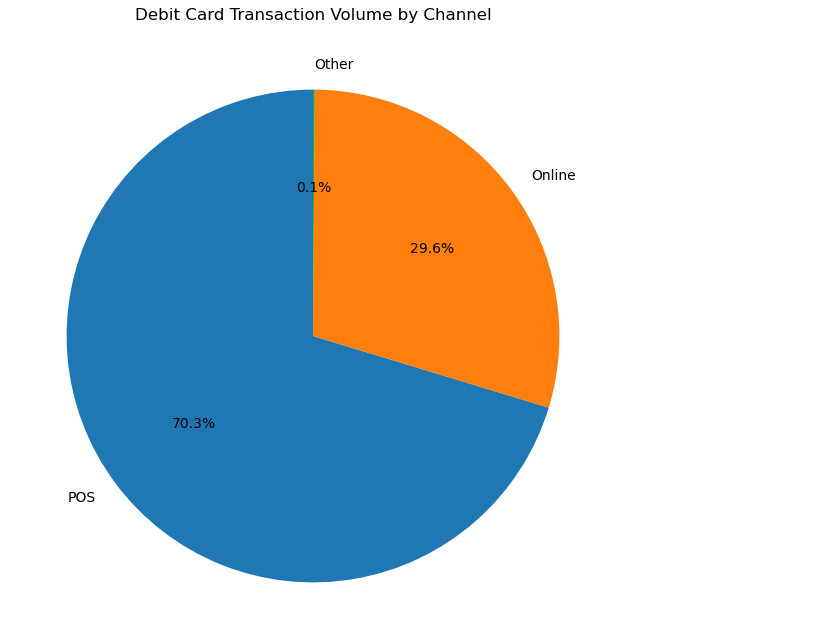 Debit Card Transaction Volume by Channel
Other
Online
0.1%
29.6%
70.3%
POS